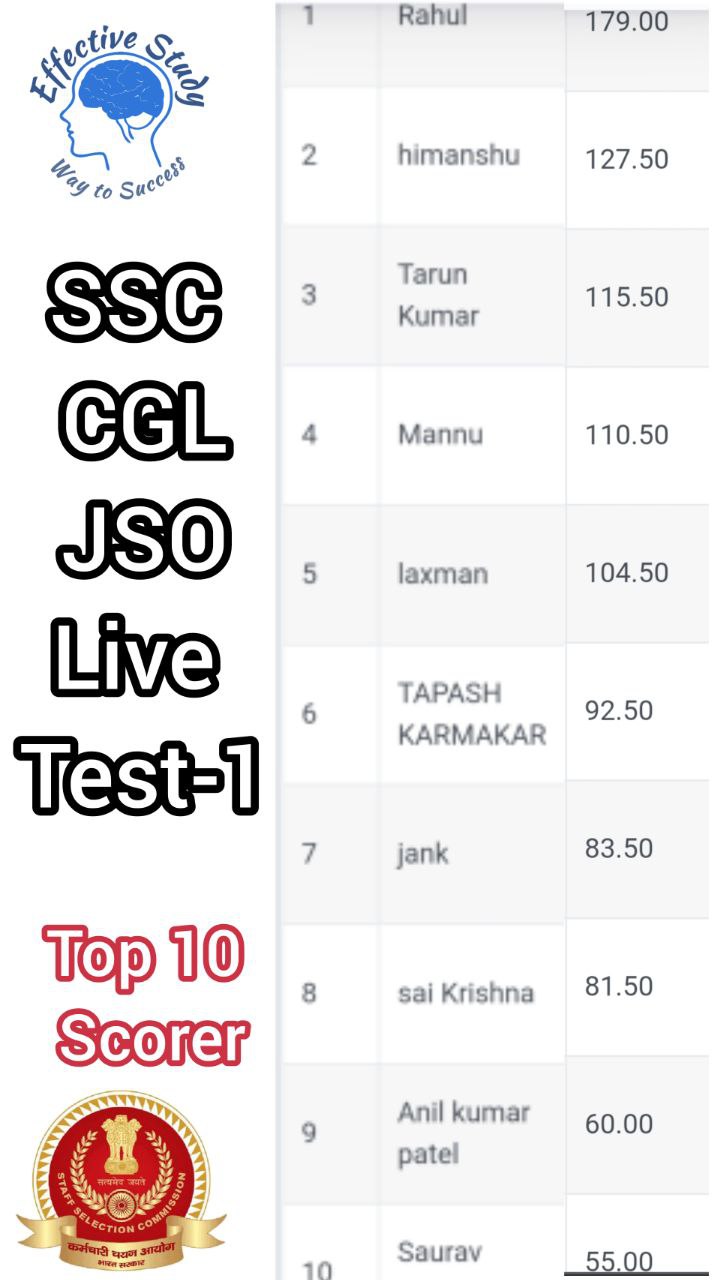 Effective Study
Way to Success
SSC
CGL
JSO
Live
Test-1
Top 10
Scorer
सत्यमेव जयते
STAFF SELECTION COMMISSION
कर्मचारी चयन आयोग
भारत सरकार
1 Rahul 179.00
2 himanshu 127.50
3 Tarun Kumar 115.50
4 Mannu 110.50
5 laxman 104.50
6 TAPASH KARMAKAR 92.50
7 jank 83.50
8 sai Krishna 81.50
9 Anil kumar patel 60.00
10 Saurav 55.00